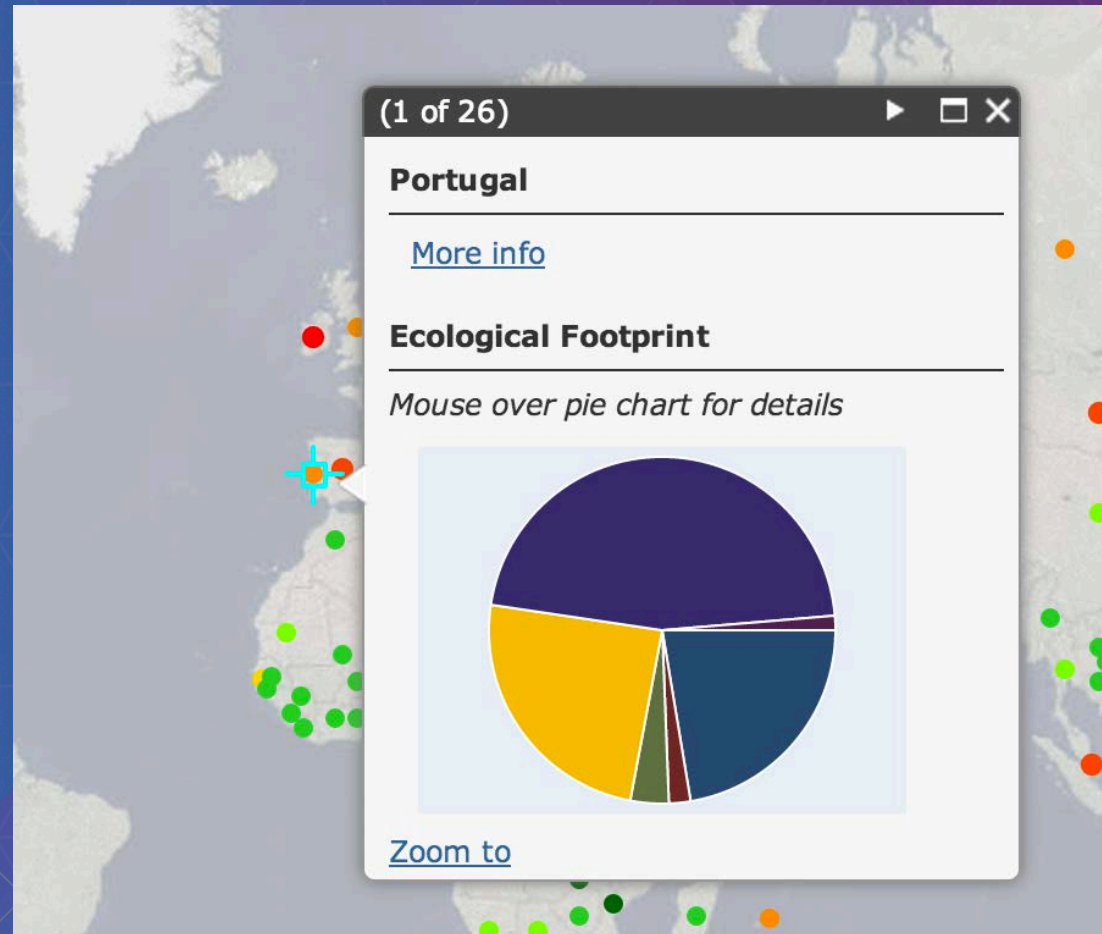 (1 of 26)
Portugal
More info
Ecological Footprint
Mouse over pie chart for details
Zoom to